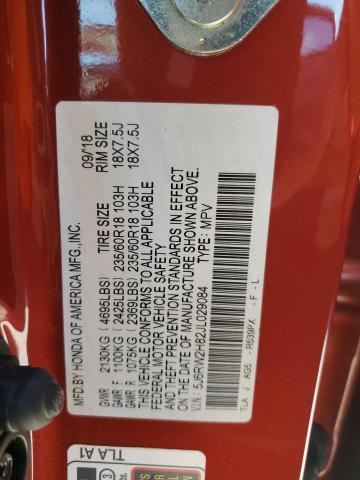 MFD.BY HONDA OF AMERICA MFG.,INC. 09/18
TIRE SIZE RIM SIZE
GVWR 2130KG (4695LBS)
GAWR F 1100KG (2425LBS) 235/60R18 103H 18X7.5J
GAWR R 1075KG (2369LBS) 235/60R18 103H 18X7.5J
THIS VEHICLE CONFORMS TO ALL APPLICABLE
FEDERAL MOTOR VEHICLE SAFETY
AND THEFT PREVENTION STANDARDS IN EFFECT
ON THE DATE OF MANUFACTURE SHOWN ABOVE.
V.I.N.: 5J6RW2H82JL029084 TYPE: MPV
TLA J AG5 - R539PX - F - L
TLA A1